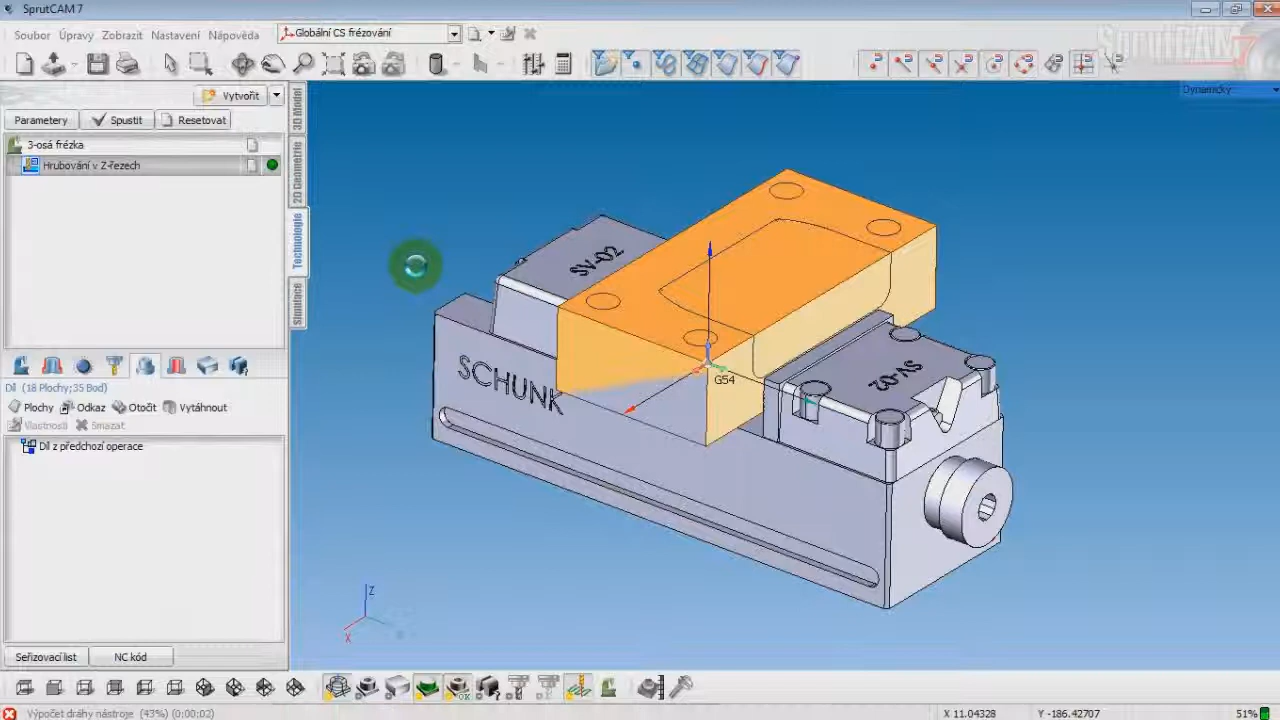 SprutCAM 7
Soubor Úpravy Zobrazit Nastavení Nápověda
Globální CS frézování
SprutCAM 7
Dynamicky
Vytvořit
Parametery Spustit Resetovat
3-osá frézka
Hrubování v Z-řezech
3D Model
2D Geometrie
Technologie
Simulace
Díl (18 Plochy;35 Bod)
Plochy Odkaz Otočit Vytáhnout
Vlastnosti Smazat
Díl z předchozí operace
SV-02
SCHUNK
SV-02
G54
Z
X
Seřizovací list NC kód
Výpočet dráhy nástroje (43%) (0:00:02)
X 11.04328 Y -186.42707 51%